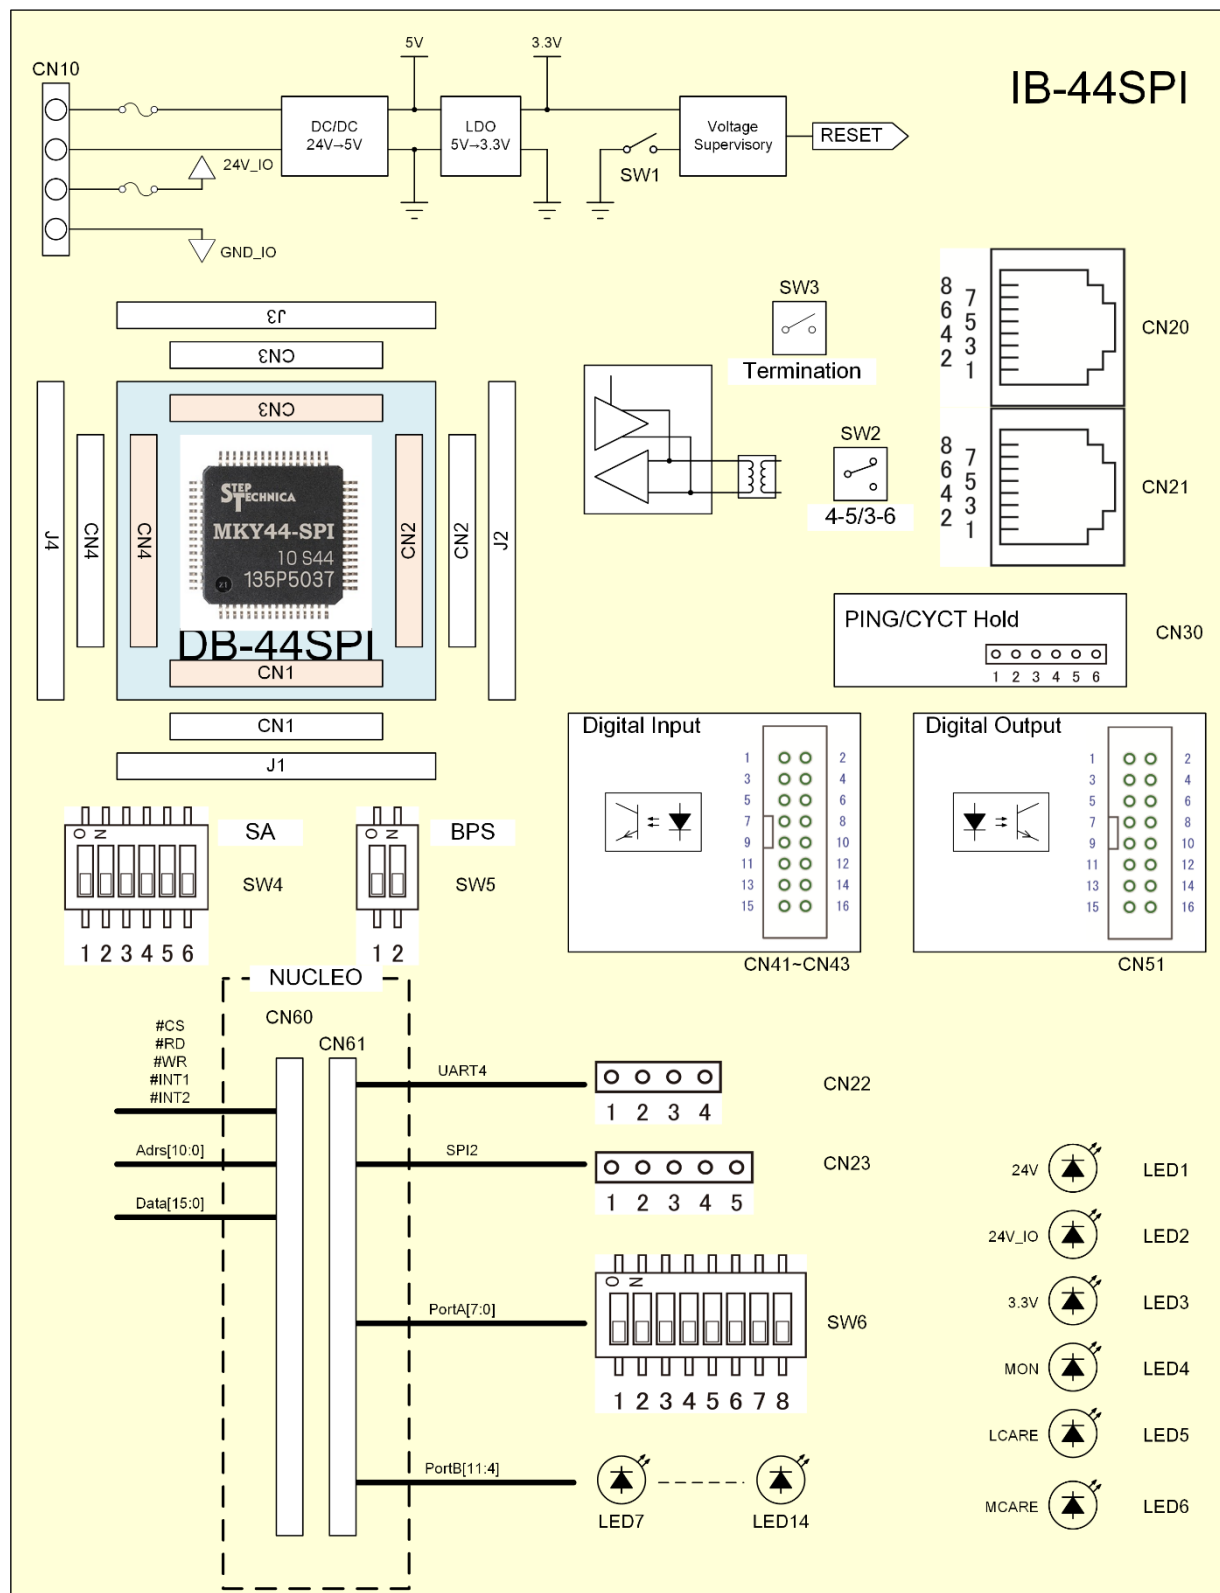 IB-44SPI
CN10
5V
3.3V
DC/DC
24V→5V
LDO
5V→3.3V
Voltage
Supervisory
RESET
SW1
24V_IO
GND_IO
J3
CN3
CN3
J4
CN4
CN4
STEP
TECHNICA
MKY44-SPI
10 S44
135P5037
21
CN2
CN2
J2
DB-44SPI
CN1
CN1
J1
SW3
Termination
SW2
4-5/3-6
8
7
6
5
4
3
2
1
CN20
8
7
6
5
4
3
2
1
CN21
PING/CYCT Hold
1 2 3 4 5 6
CN30
Digital Input
1 2
3 4
5 6
7 8
9 10
11 12
13 14
15 16
CN41~CN43
Digital Output
1 2
3 4
5 6
7 8
9 10
11 12
13 14
15 16
CN51
O N
SA
SW4
1 2 3 4 5 6
O N
BPS
SW5
1 2
NUCLEO
CN60
CN61
#CS
#RD
#WR
#INT1
#INT2
Adrs[10:0]
Data[15:0]
UART4
1 2 3 4
CN22
SPI2
1 2 3 4 5
CN23
PortA[7:0]
O N
1 2 3 4 5 6 7 8
SW6
PortB[11:4]
LED7
LED14
24V LED1
24V_IO LED2
3.3V LED3
MON LED4
LCARE LED5
MCARE LED6